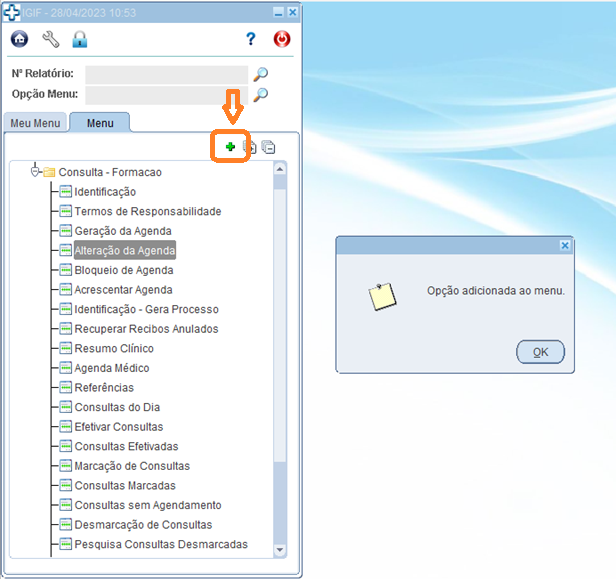 IGIF - 28/04/2023 10:53
?
Nº Relatório:
Opção Menu:
Meu Menu
Menu
Consulta - Formacao
Identificação
Termos de Responsabilidade
Geração da Agenda
Alteração da Agenda
Bloqueio de Agenda
Acrescentar Agenda
Identificação - Gera Processo
Recuperar Recibos Anulados
Resumo Clínico
Agenda Médico
Referências
Consultas do Dia
Efetivar Consultas
Consultas Efetivadas
Marcação de Consultas
Consultas Marcadas
Consultas sem Agendamento
Desmarcação de Consultas
Pesquisa Consultas Desmarcadas
Opção adicionada ao menu.
OK